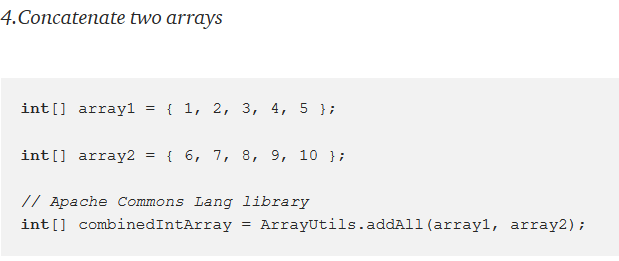 4.Concatenate two arrays
int[] array1 = { 1, 2, 3, 4, 5 };
int[] array2 = { 6, 7, 8, 9, 10 };
// Apache Commons Lang library
int[] combinedIntArray = ArrayUtils.addAll(array1, array2);